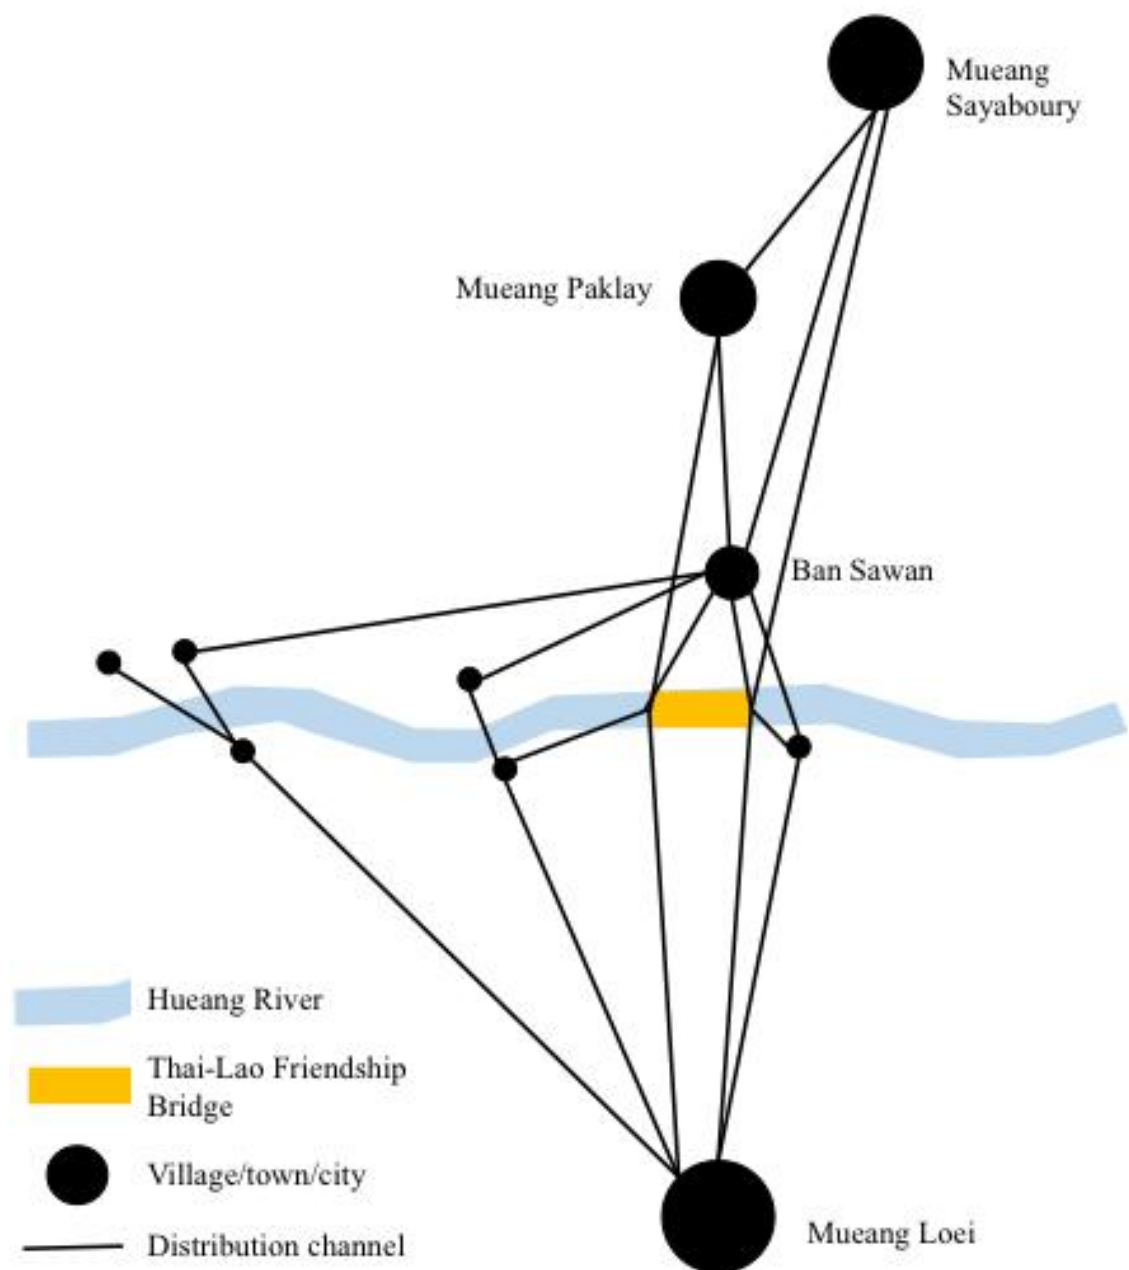 Mueang
Sayaboury
Mueang Paklay
Ban Sawan
Hueang River
Thai-Lao Friendship
Bridge
Village/town/city
Distribution channel
Mueang Loei